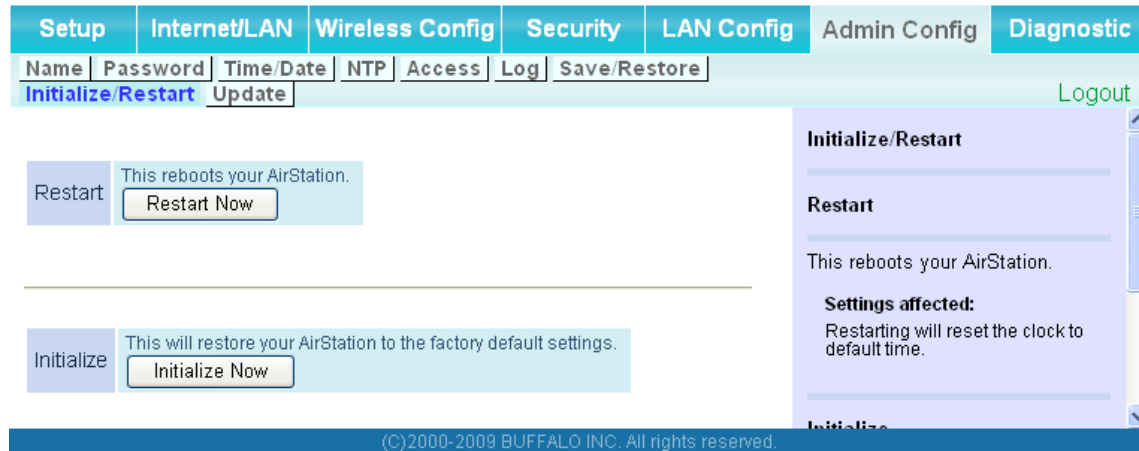 Setup Internet/LAN Wireless Config Security LAN Config Admin Config Diagnostic
Name Password Time/Date NTP Access Log Save/Restore
Initialize/Restart Update
Logout
Restart
This reboots your AirStation.
Restart Now
Initialize
This will restore your AirStation to the factory default settings.
Initialize Now
Initialize/Restart
Restart
This reboots your AirStation.
Settings affected:
Restarting will reset the clock to
default time.
Initialize
(C)2000-2009 BUFFALO INC. All rights reserved.